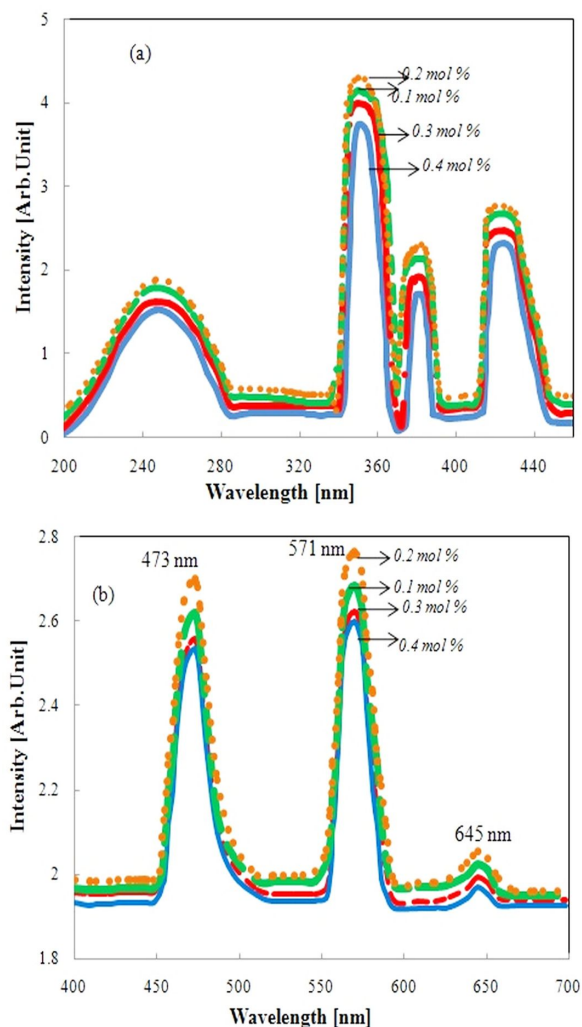 5
(a)
0.2 mol %
0.1 mol %
4
0.3 mol %
0.4 mol %
3
2
1
0
Intensity [Arb.Unit]
200 240 280 320 360 400 440
Wavelength [nm]
2.8
473 nm
571 nm
0.2 mol %
(b)
0.1 mol %
0.3 mol %
0.4 mol %
2.6
2.4
2.2
645 nm
2
1.8
Intensity [Arb.Unit]
400 450 500 550 600 650 700
Wavelength [nm]